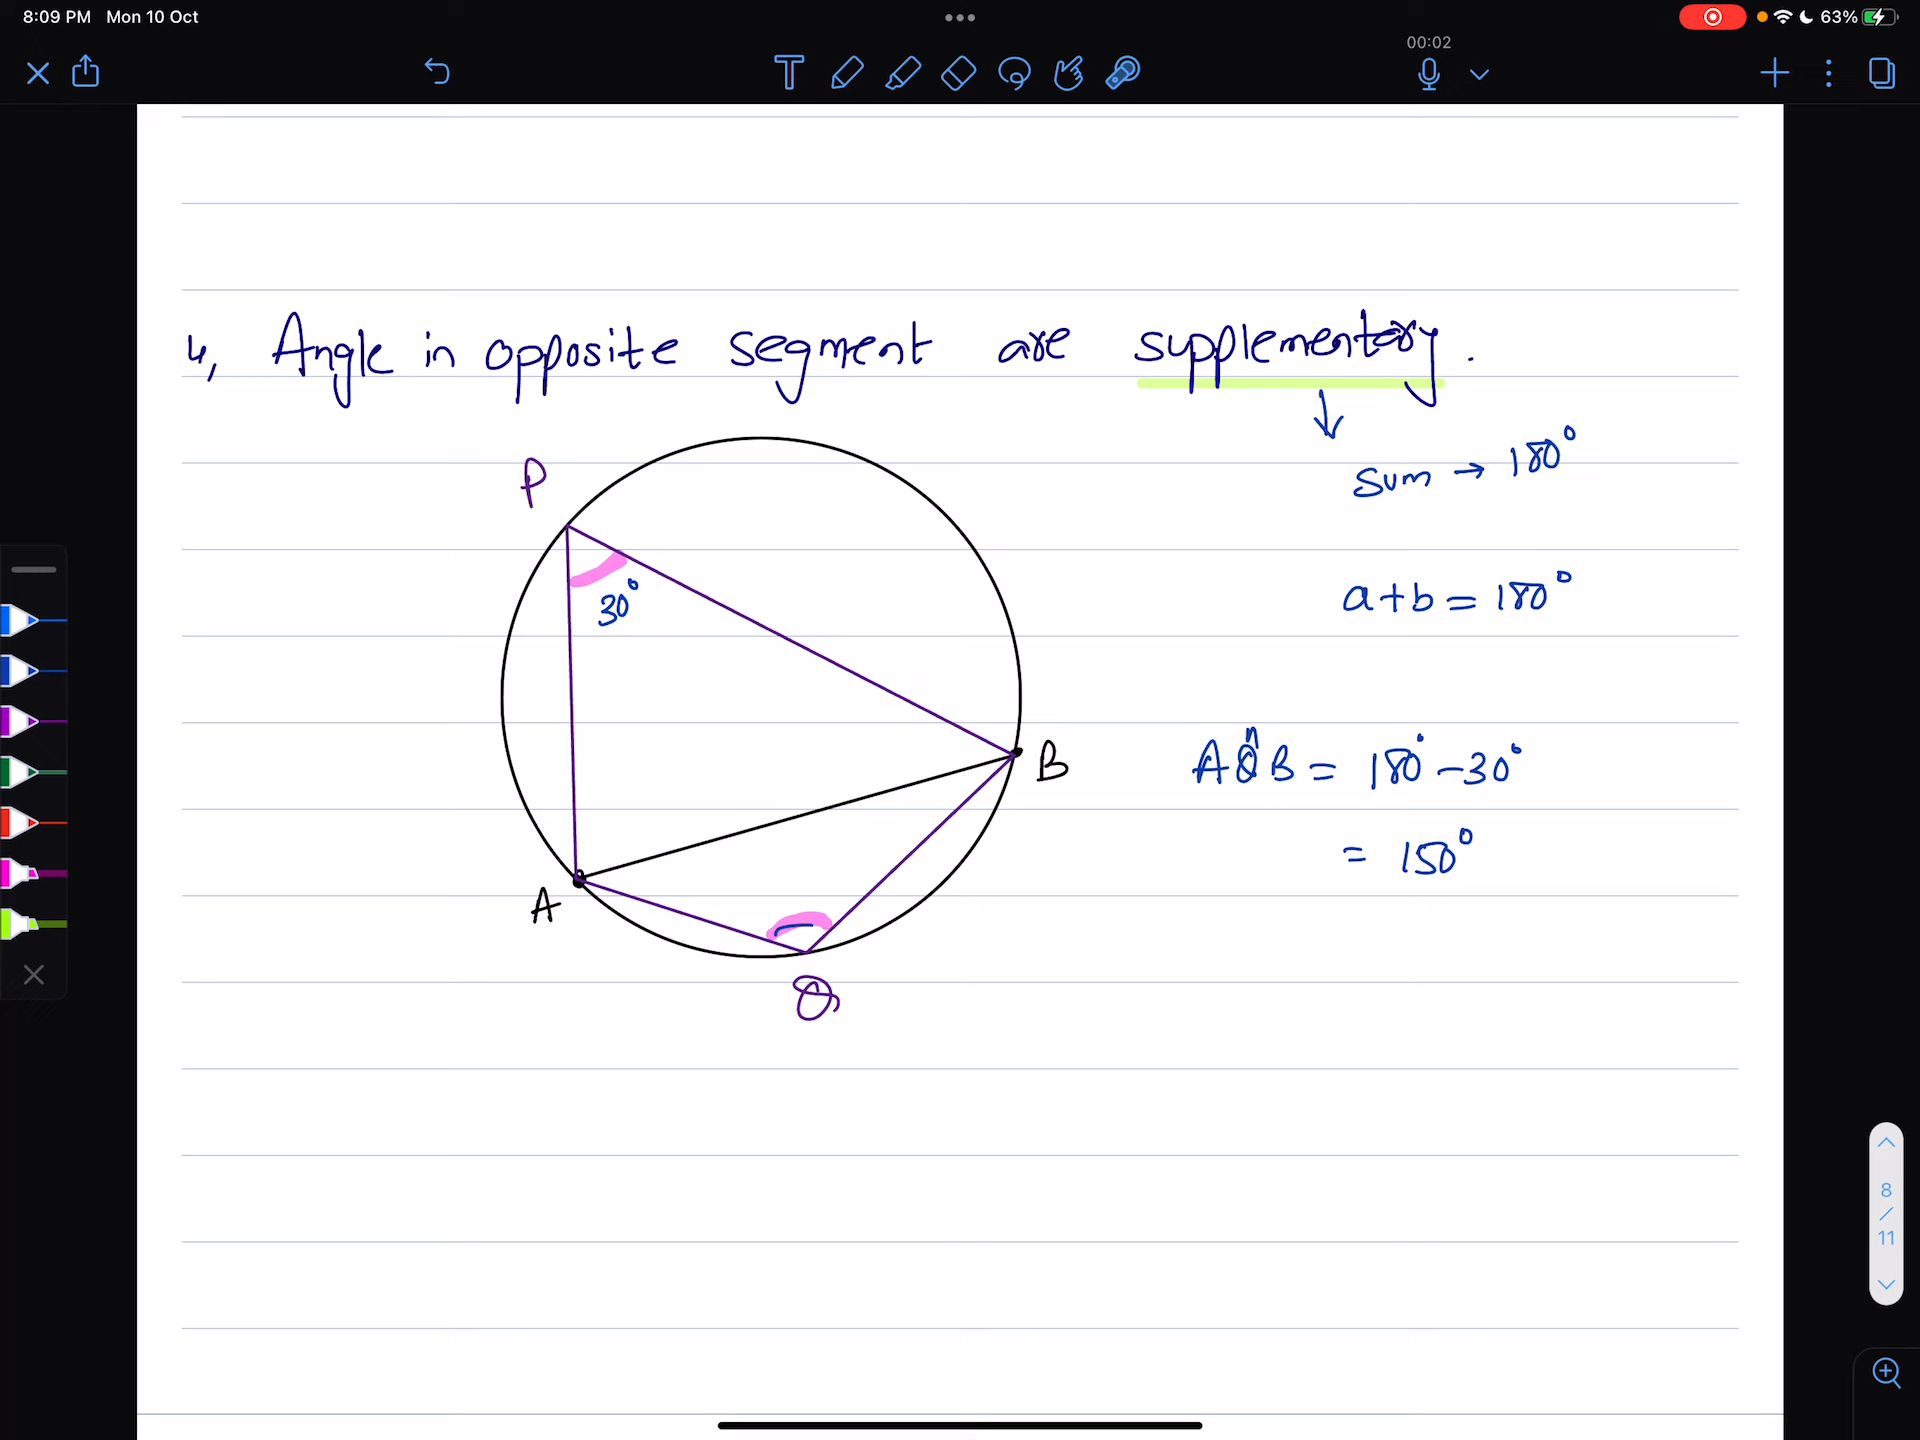 8:09 PM Mon 10 Oct
63%
00:02
4, Angle in opposite segment are supplementary.
↓
Sum → 180°
P
30°
a+b = 180°
B
AQ̂B = 180° - 30°
= 150°
A
Q
8
/
11